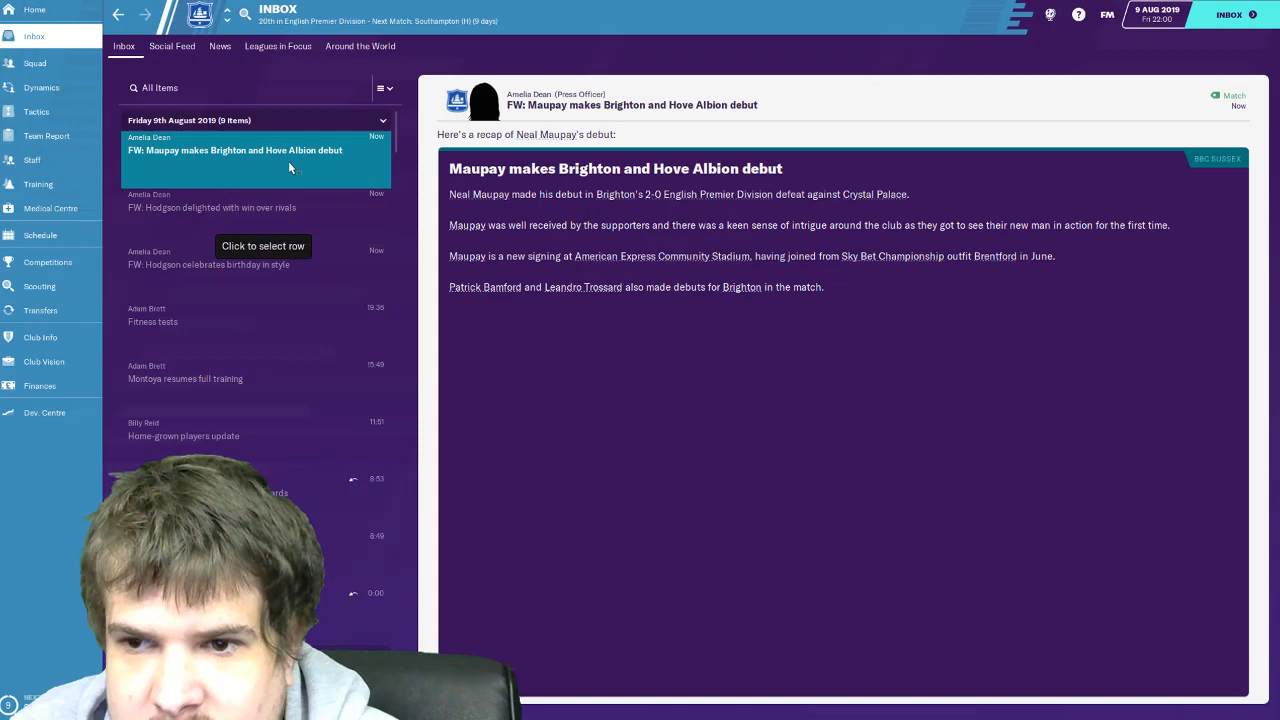 Home
INBOX
20th in English Premier Division - Next Match: Southampton (H) (9 days)
FM
9 AUG 2019
Fri 22:00
INBOX
Inbox
Squad
Dynamics
Tactics
Team Report
Staff
Training
Medical Centre
Schedule
Competitions
Scouting
Transfers
Club Info
Club Vision
Finances
Dev. Centre
9
Inbox
Social Feed
News
Leagues in Focus
Around the World
All Items
Friday 9th August 2019 (9 Items)
Amelia Dean
Now
FW: Maupay makes Brighton and Hove Albion debut
Amelia Dean
Now
FW: Hodgson delighted with win over rivals
Click to select row
Amelia Dean
Now
FW: Hodgson celebrates birthday in style
Adam Brett
19:36
Fitness tests
Adam Brett
15:49
Montoya resumes full training
Billy Reid
11:51
Home-grown players update
8:53
8:49
0:00
Amelia Dean (Press Officer)
FW: Maupay makes Brighton and Hove Albion debut
Match
Now
Here's a recap of Neal Maupay's debut:
BBC SUSSEX
Maupay makes Brighton and Hove Albion debut
Neal Maupay made his debut in Brighton's 2-0 English Premier Division defeat against Crystal Palace.
Maupay was well received by the supporters and there was a keen sense of intrigue around the club as they got to see their new man in action for the first time.
Maupay is a new signing at American Express Community Stadium, having joined from Sky Bet Championship outfit Brentford in June.
Patrick Bamford and Leandro Trossard also made debuts for Brighton in the match.